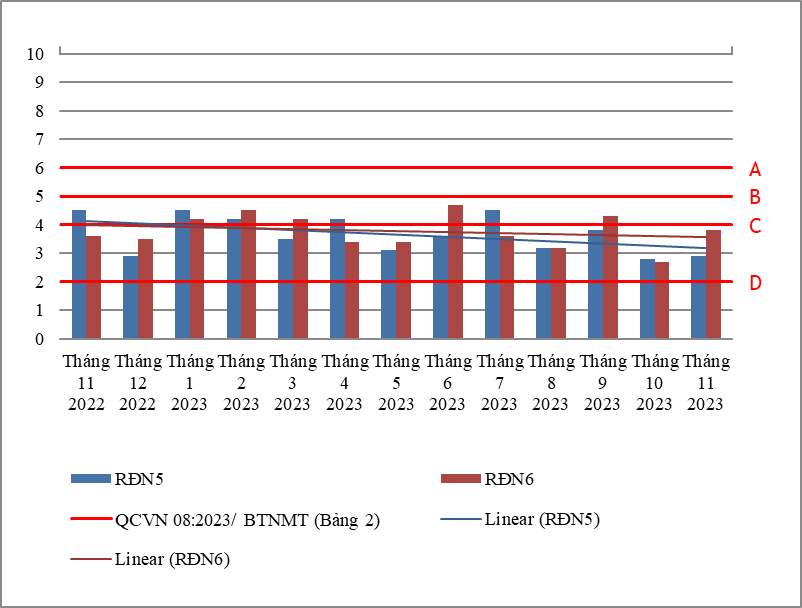 10
9
8
7
6
5
4
3
2
1
0
A
B
C
D
Tháng 11 2022
Tháng 12 2022
Tháng 1 2023
Tháng 2 2023
Tháng 3 2023
Tháng 4 2023
Tháng 5 2023
Tháng 6 2023
Tháng 7 2023
Tháng 8 2023
Tháng 9 2023
Tháng 10 2023
Tháng 11 2023
RĐN5
RĐN6
QCVN 08:2023/ BTNMT (Bảng 2)
Linear (RĐN5)
Linear (RĐN6)